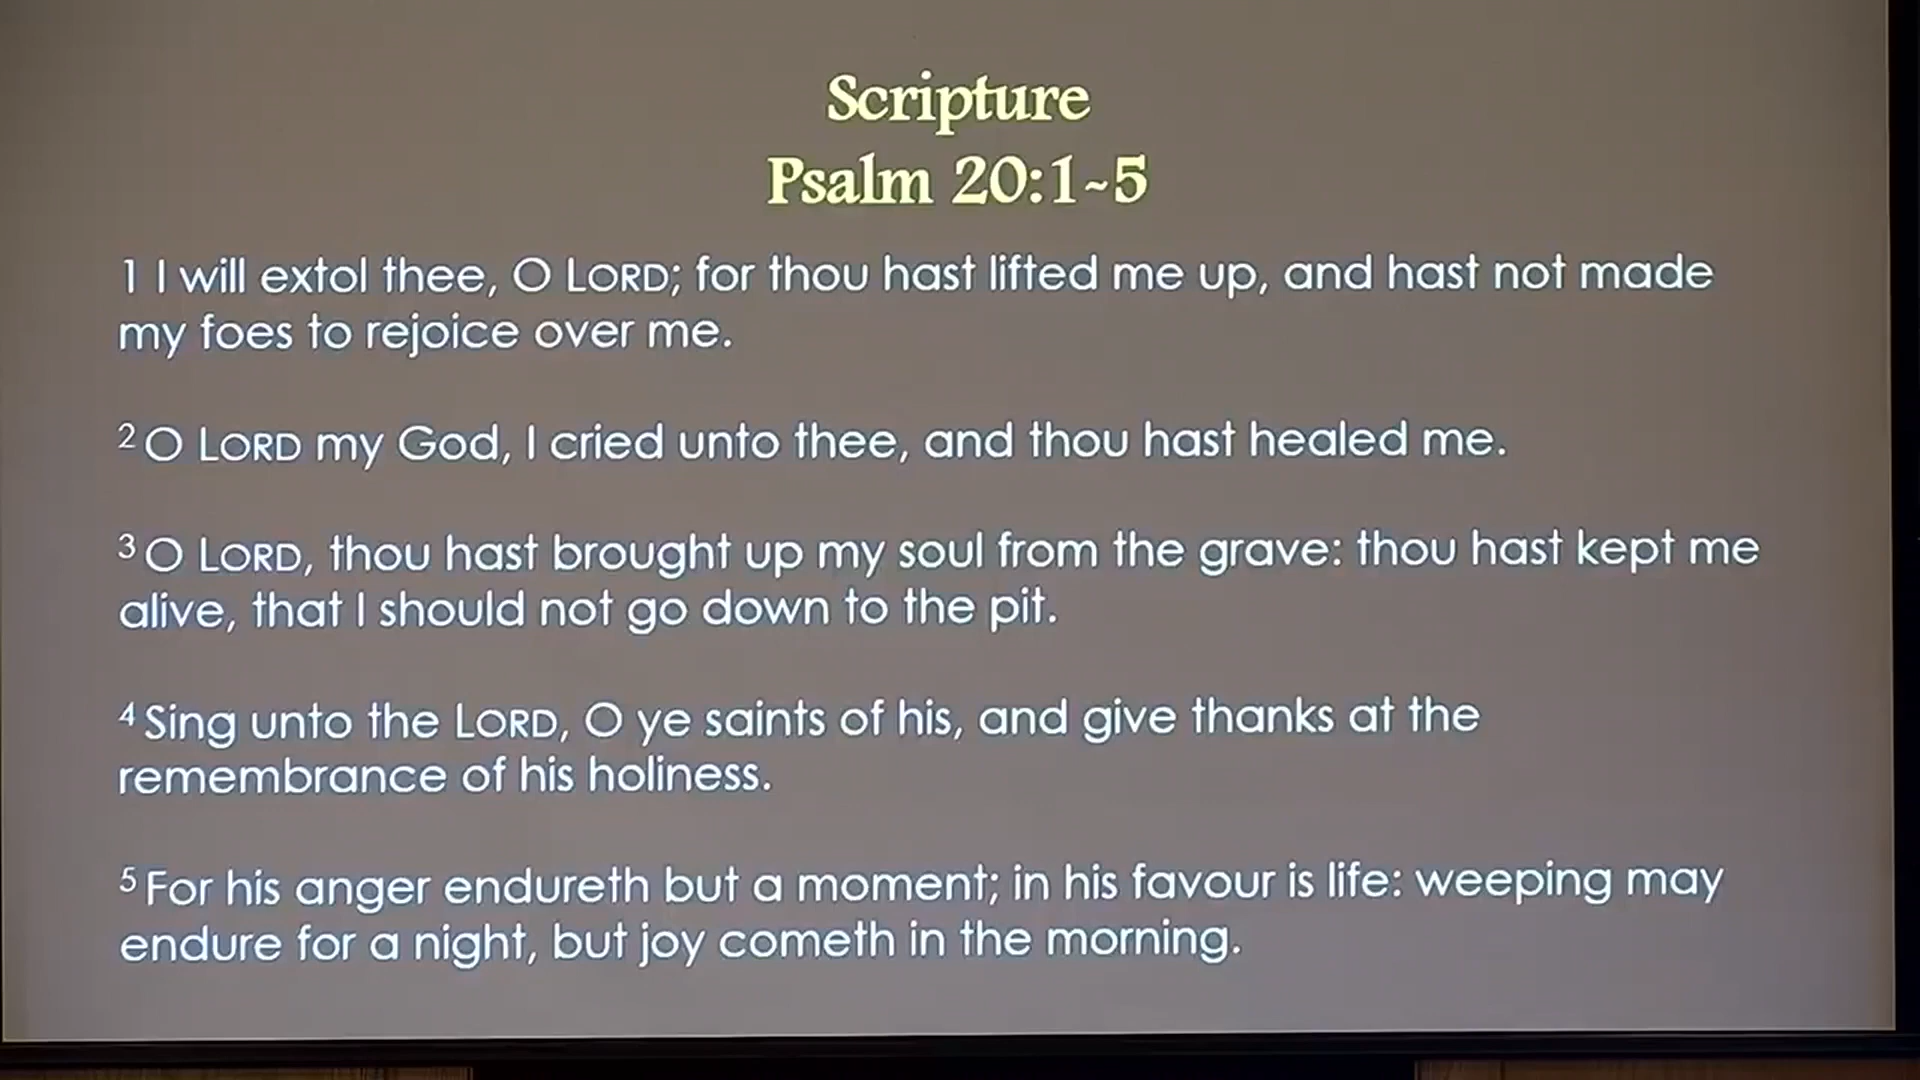 Scripture
Psalm 20:1~5
1 I will extol thee, O LORD; for thou hast lifted me up, and hast not made
my foes to rejoice over me.
2 O LORD my God, I cried unto thee, and thou hast healed me.
3 O LORD, thou hast brought up my soul from the grave: thou hast kept me
alive, that I should not go down to the pit.
4 Sing unto the LORD, O ye saints of his, and give thanks at the
remembrance of his holiness.
5 For his anger endureth but a moment; in his favour is life: weeping may
endure for a night, but joy cometh in the morning.